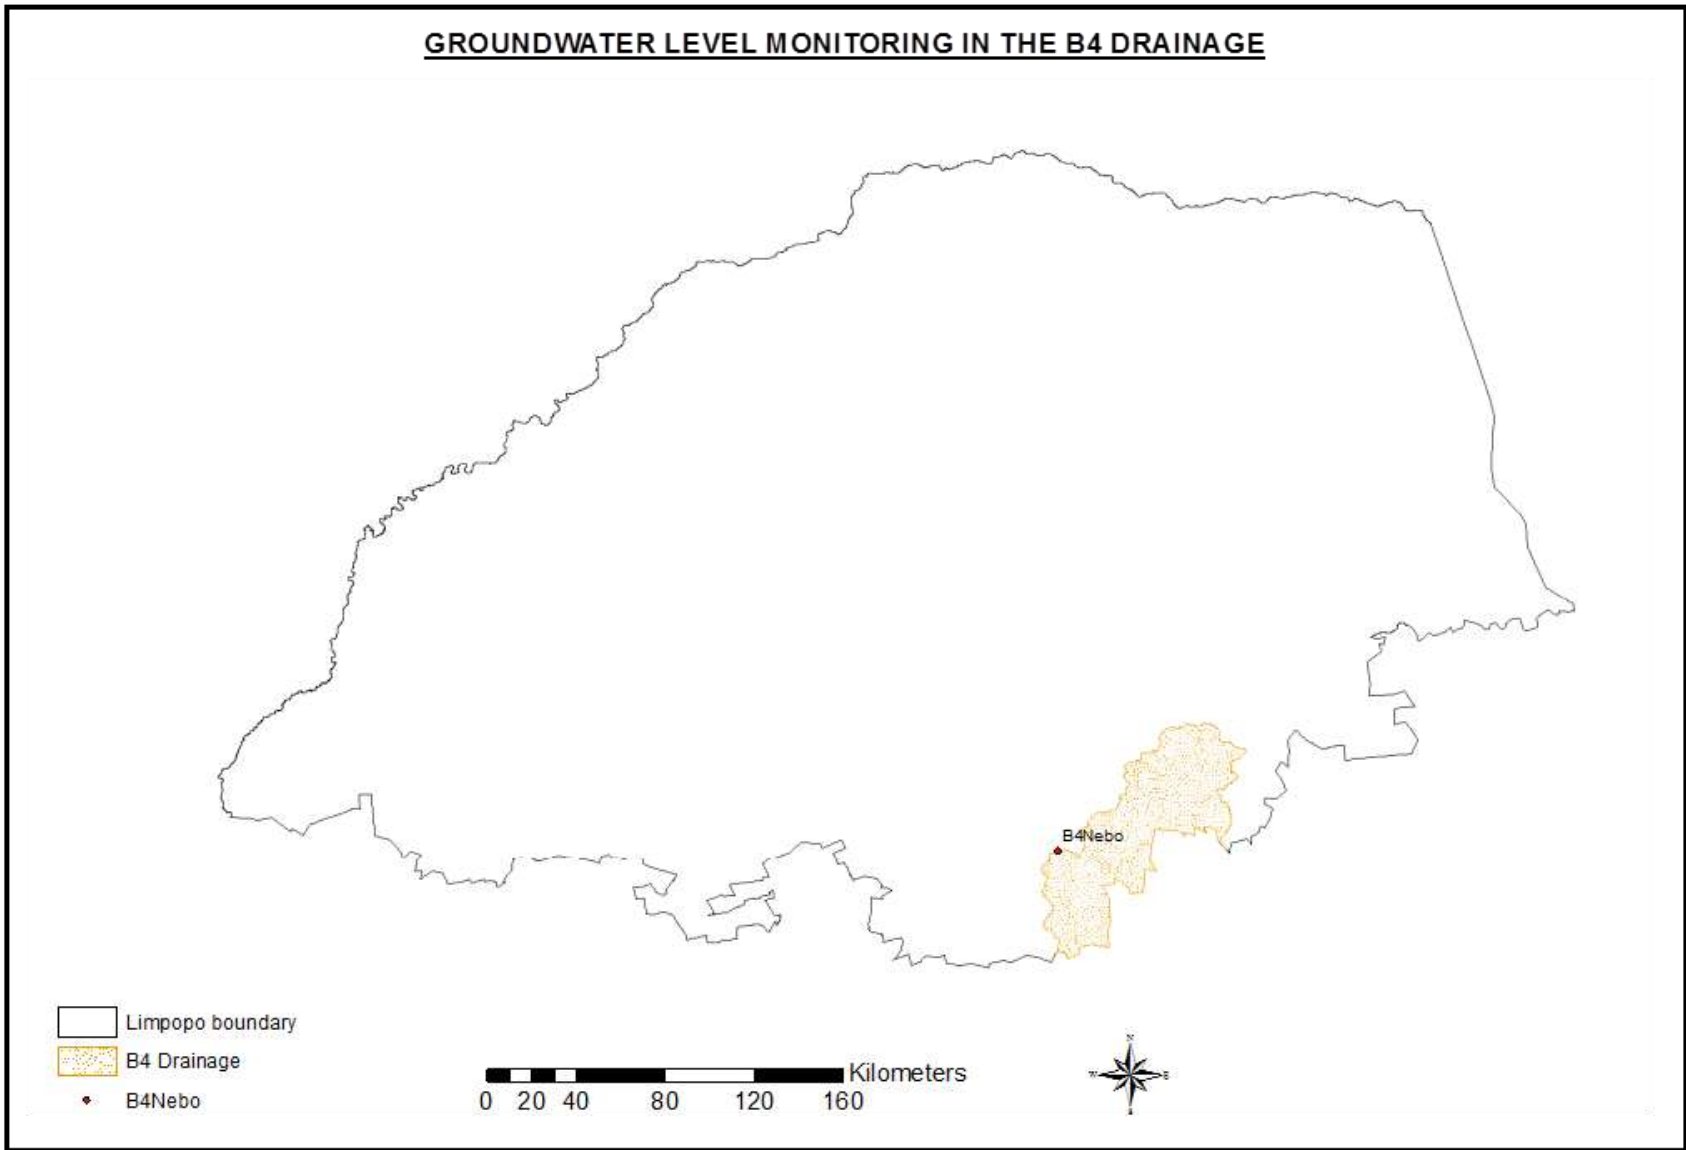 GROUNDWATER LEVEL MONITORING IN THE B4 DRAINAGE
B4Nebo
Limpopo boundary
B4 Drainage
B4Nebo
Kilometers
0 20 40 80 120 160
N
W E
S